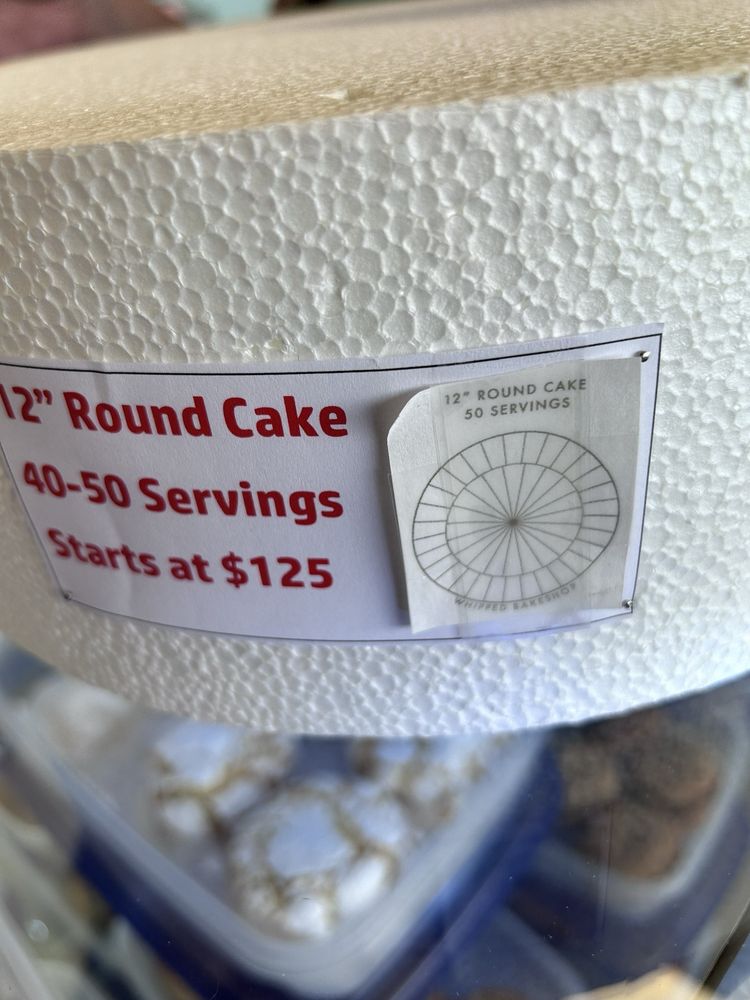 12” Round Cake
40-50 Servings
Starts at $125
12” ROUND CAKE
50 SERVINGS
WHIPPED BAKESHOP